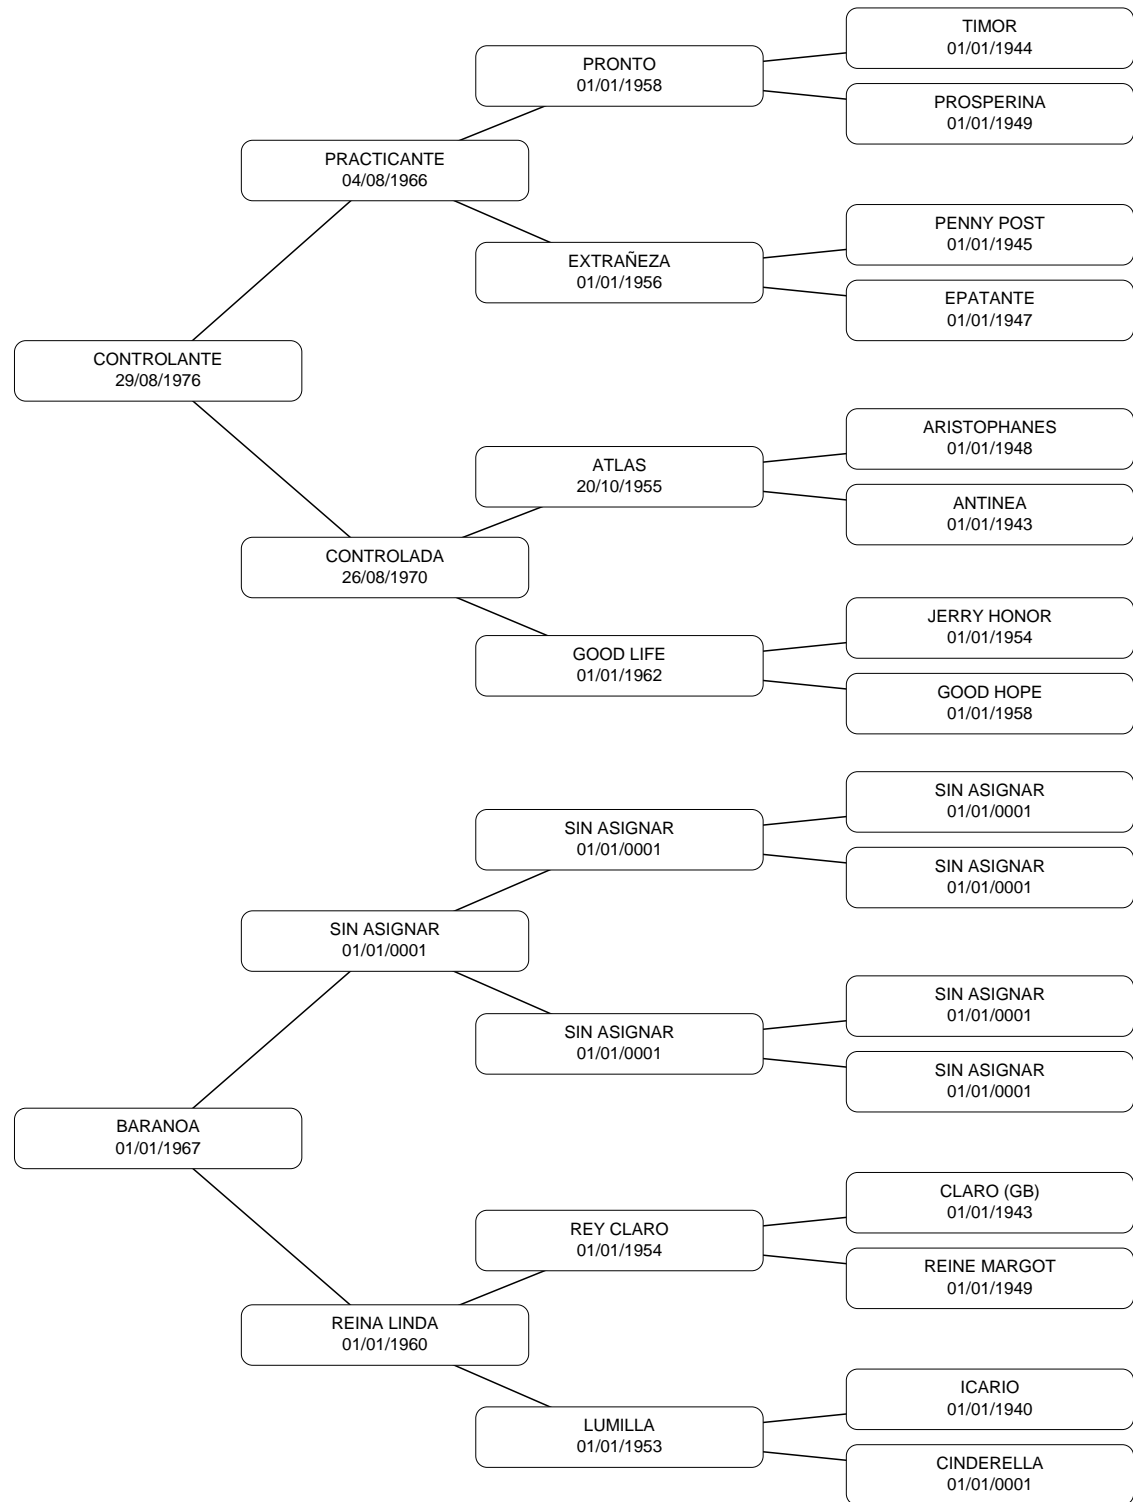 TIMOR
01/01/1944
PRONTO
01/01/1958
PROSPERINA
01/01/1949
PRACTICANTE
04/08/1966
PENNY POST
01/01/1945
EXTRAÑEZA
01/01/1956
EPATANTE
01/01/1947
CONTROLANTE
29/08/1976
ARISTOPHANES
01/01/1948
ATLAS
20/10/1955
ANTINEA
01/01/1943
CONTROLADA
26/08/1970
JERRY HONOR
01/01/1954
GOOD LIFE
01/01/1962
GOOD HOPE
01/01/1958
SIN ASIGNAR
01/01/0001
SIN ASIGNAR
01/01/0001
SIN ASIGNAR
01/01/0001
SIN ASIGNAR
01/01/0001
SIN ASIGNAR
01/01/0001
SIN ASIGNAR
01/01/0001
SIN ASIGNAR
01/01/0001
BARANOA
01/01/1967
CLARO (GB)
01/01/1943
REY CLARO
01/01/1954
REINE MARGOT
01/01/1949
REINA LINDA
01/01/1960
ICARIO
01/01/1940
LUMILLA
01/01/1953
CINDERELLA
01/01/0001